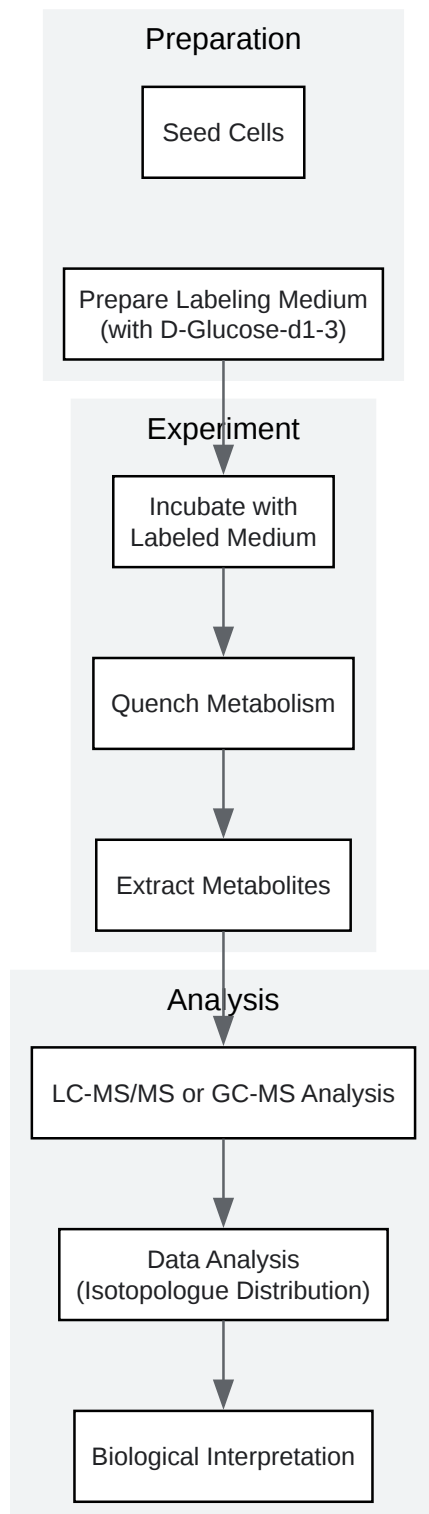 Preparation
Seed Cells
Prepare Labeling Medium
(with D-Glucose-d1-3)
Experiment
Incubate with
Labeled Medium
Quench Metabolism
Extract Metabolites
Analysis
LC-MS/MS or GC-MS Analysis
Data Analysis
(Isotopologue Distribution)
Biological Interpretation